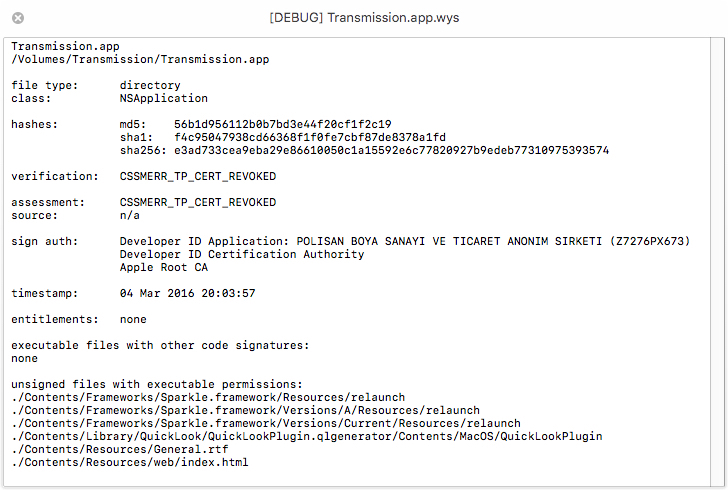 [DEBUG] Transmission.app.wys
Transmission.app
/Volumes/Transmission/Transmission.app
file type: directory
class: NSApplication
hashes: md5: 56b1d956112b0b7bd3e44f20cf1f2c19
sha1: f4c95047938cd66368f1f0fe7cbf87de8378a1fd
sha256: e3ad733cea9eba29e86610050c1a15592e6c77820927b9edeb77310975393574
verification: CSSMERR_TP_CERT_REVOKED
assessment: CSSMERR_TP_CERT_REVOKED
source: n/a
sign auth: Developer ID Application: POLISAN BOYA SANAYI VE TICARET ANONIM SIRKETI (Z7276PX673)
Developer ID Certification Authority
Apple Root CA
timestamp: 04 Mar 2016 20:03:57
entitlements: none
executable files with other code signatures:
none
unsigned files with executable permissions:
./Contents/Frameworks/Sparkle.framework/Resources/relaunch
./Contents/Frameworks/Sparkle.framework/Versions/A/Resources/relaunch
./Contents/Frameworks/Sparkle.framework/Versions/Current/Resources/relaunch
./Contents/Library/QuickLook/QuickLookPlugin.qlgenerator/Contents/MacOS/QuickLookPlugin
./Contents/Resources/General.rtf
./Contents/Resources/web/index.html